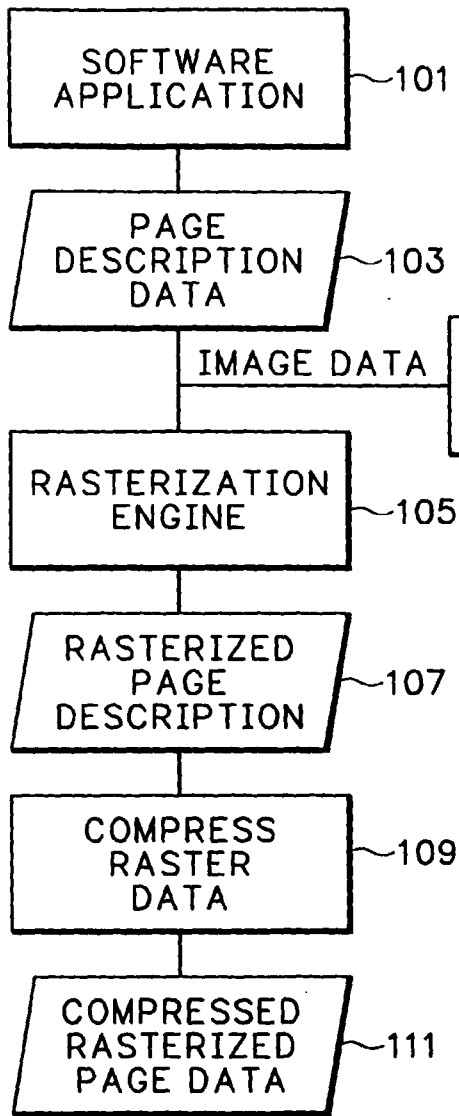 SOFTWARE
APPLICATION
101
PAGE
DESCRIPTION
DATA
103
IMAGE DATA
RASTERIZATION
ENGINE
105
RASTERIZED
PAGE
DESCRIPTION
107
COMPRESS
RASTER
DATA
109
COMPRESSED
RASTERIZED
PAGE DATA
111